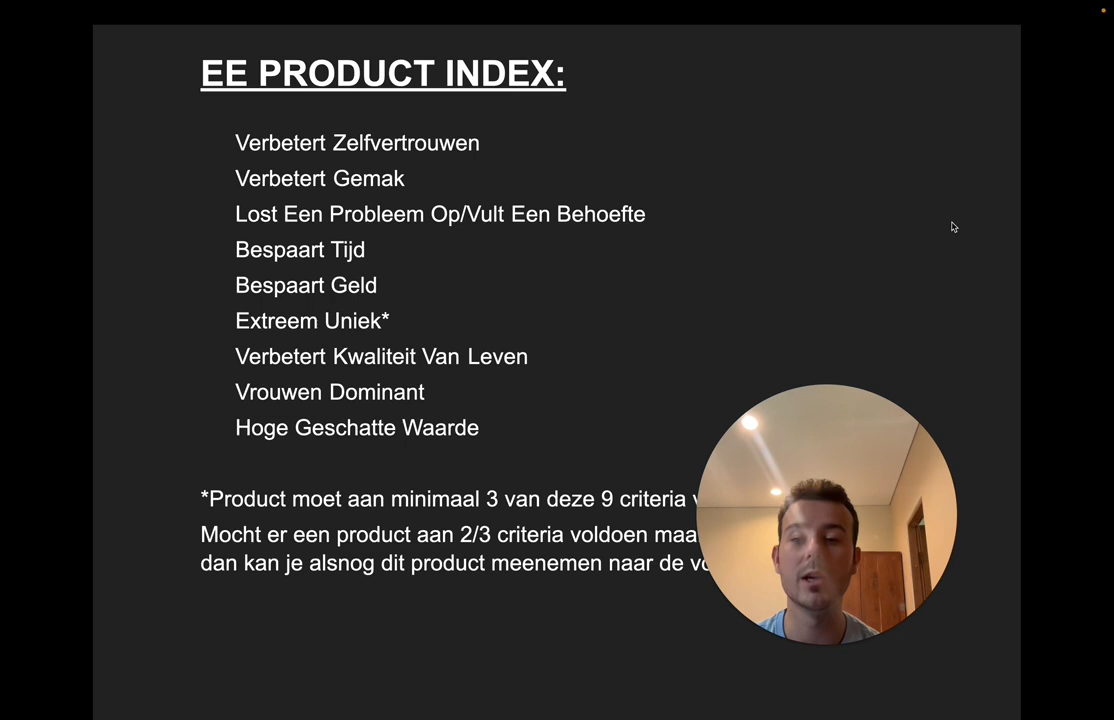 EE PRODUCT INDEX:
Verbetert Zelfvertrouwen
Verbetert Gemak
Lost Een Probleem Op/Vult Een Behoefte
Bespaart Tijd
Bespaart Geld
Extreem Uniek*
Verbetert Kwaliteit Van Leven
Vrouwen Dominant
Hoge Geschatte Waarde
*Product moet aan minimaal 3 van deze 9 criteria
Mocht er een product aan 2/3 criteria voldoen
dan kan je alsnog dit product meenemen naar de